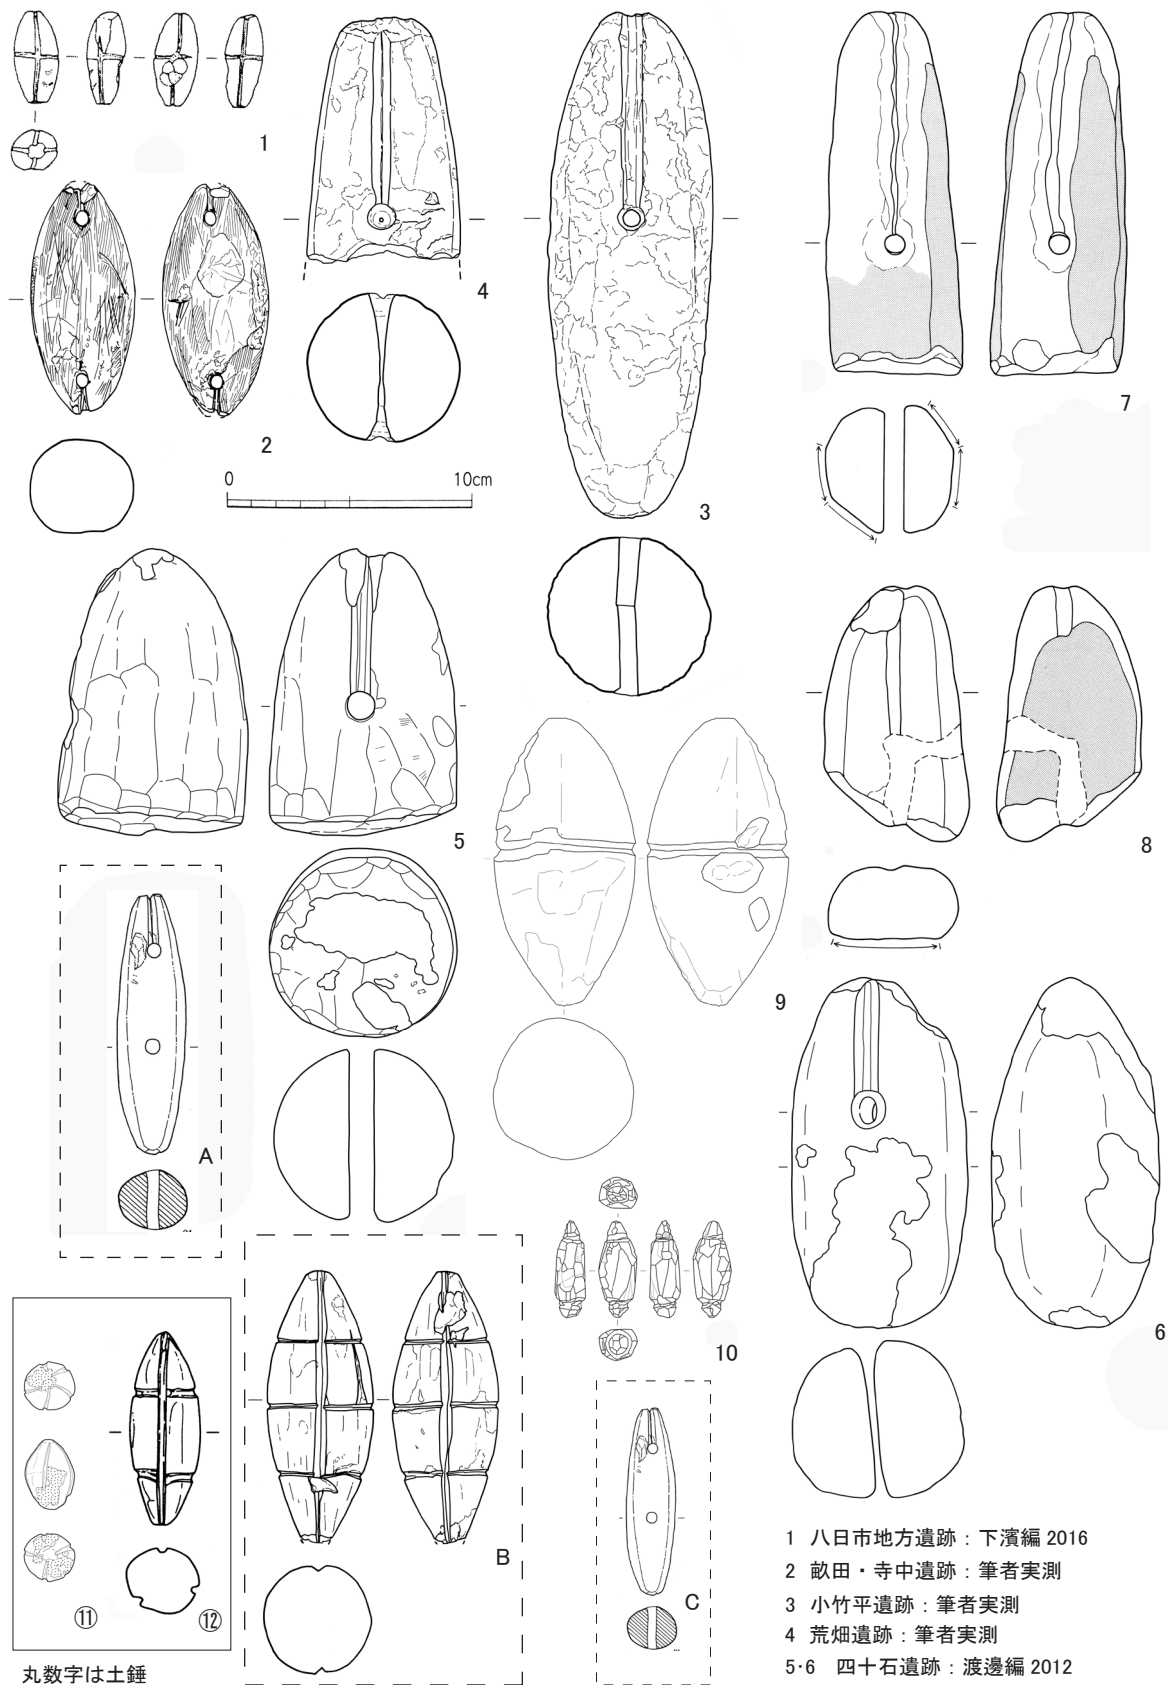 1
2
4
0 10cm
3
7
5
8
9
A
6
10
B
C
⑪
⑫
丸数字は土錘
1 八日市地方遺跡：下濱編 2016
2 畝田・寺中遺跡：筆者実測
3 小竹平遺跡：筆者実測
4 荒畑遺跡：筆者実測
5･6 四十石遺跡：渡邊編 2012